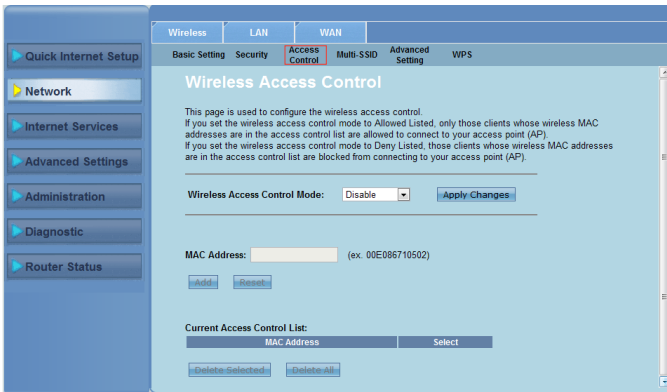 Wireless LAN WAN
Basic Setting Security Access Control Multi-SSID Advanced Setting WPS
Quick Internet Setup
Network
Internet Services
Advanced Settings
Administration
Diagnostic
Router Status
Wireless Access Control
This page is used to configure the wireless access control.
If you set the wireless access control mode to Allowed Listed, only those clients whose wireless MAC
addresses are in the access control list are allowed to connect to your access point (AP).
If you set the wireless access control mode to Deny Listed, those clients whose wireless MAC addresses
are in the access control list are blocked from connecting to your access point (AP).
Wireless Access Control Mode: Disable Apply Changes
MAC Address: (ex. 00E086710502)
Add Reset
Current Access Control List:
MAC Address Select
Delete Selected Delete All